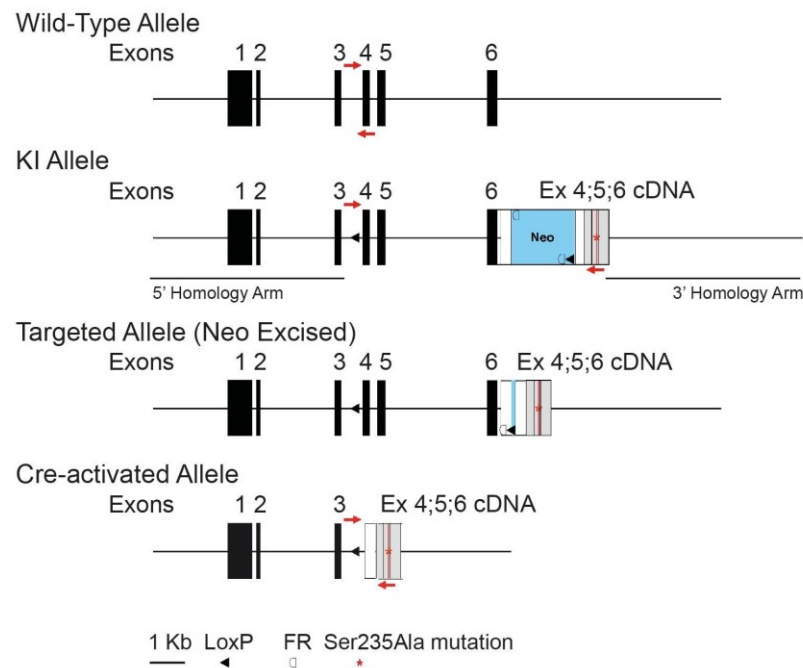 Wild-Type Allele
Exons 1 2 3 4 5 6
KI Allele
Exons 1 2 3 4 5 6 Ex 4;5;6 cDNA
Neo
*
5' Homology Arm 3' Homology Arm
Targeted Allele (Neo Excised)
Exons 1 2 3 4 5 6 Ex 4;5;6 cDNA
*
Cre-activated Allele
Exons 1 2 3 Ex 4;5;6 cDNA
*
1 Kb LoxP FR Ser235Ala mutation
*